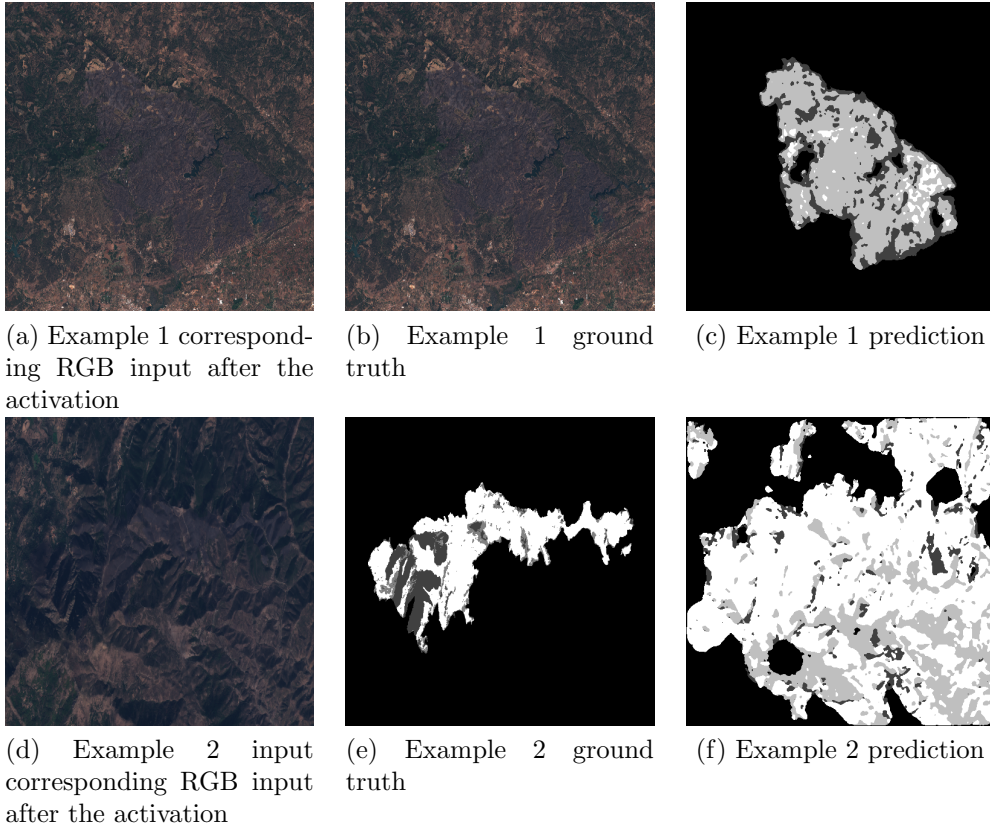 (a) Example 1 correspond-
ing RGB input after the
activation
(b) Example 1 ground
truth
(c) Example 1 prediction
(d) Example 2 input
corresponding RGB input
after the activation
(e) Example 2 ground
truth
(f) Example 2 prediction